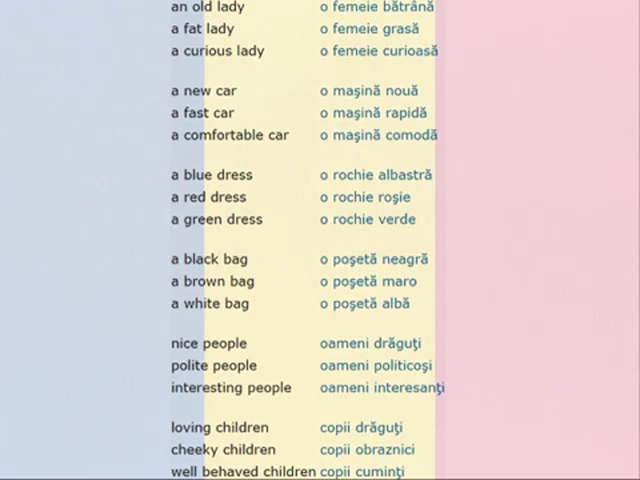 an old lady o femeie bătrână
a fat lady o femeie grasă
a curious lady o femeie curioasă
a new car o maşină nouă
a fast car o maşină rapidă
a comfortable car o maşină comodă
a blue dress o rochie albastră
a red dress o rochie roşie
a green dress o rochie verde
a black bag o poşetă neagră
a brown bag o poşetă maro
a white bag o poşetă albă
nice people oameni drăguţi
polite people oameni politicoşi
interesting people oameni interesanţi
loving children copii drăguţi
cheeky children copii obraznici
well behaved children copii cuminţi